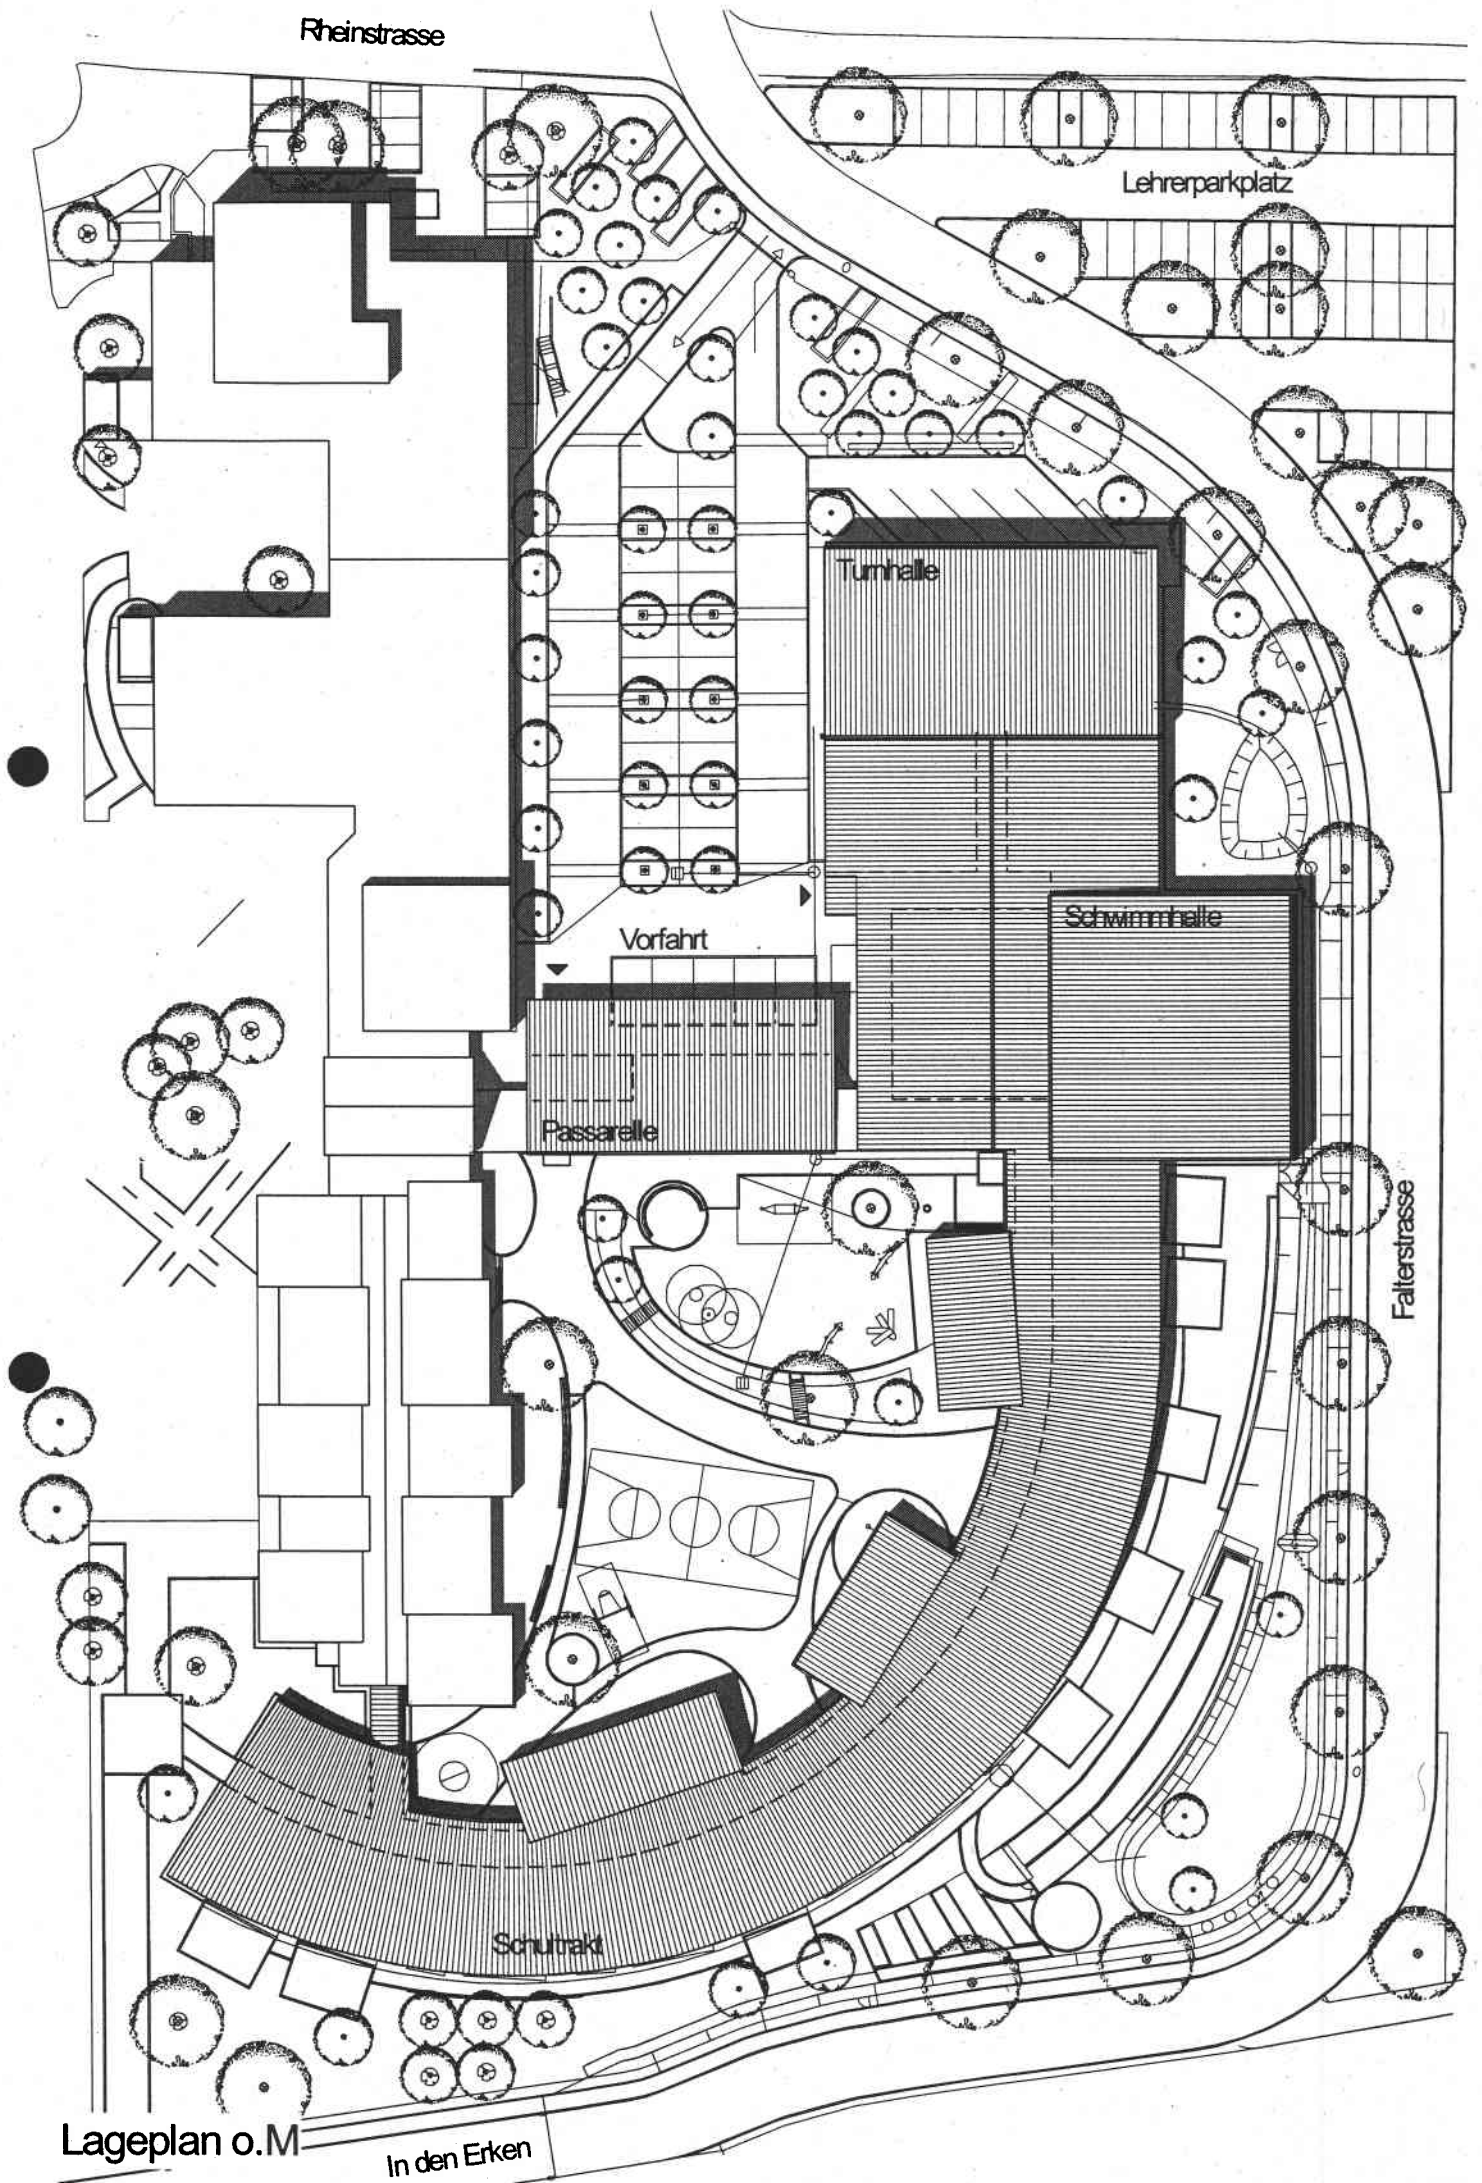 Rheinstrasse
Lehrerparkplatz
Turnhalle
Schwimmhalle
Vorfahrt
Passarelle
Falterstrasse
Schultrakt
Lageplan o.M
In den Erken